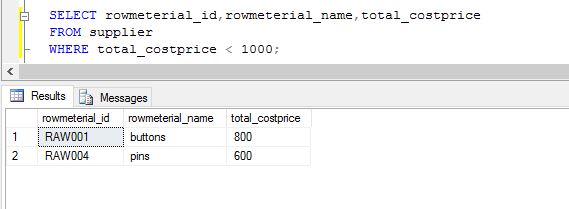 SELECT rowmeterial_id,rowmeterial_name,total_costprice
FROM supplier
WHERE total_costprice < 1000;
Results Messages
rowmeterial_id rowmeterial_name total_costprice
1 RAW001 buttons 800
2 RAW004 pins 600